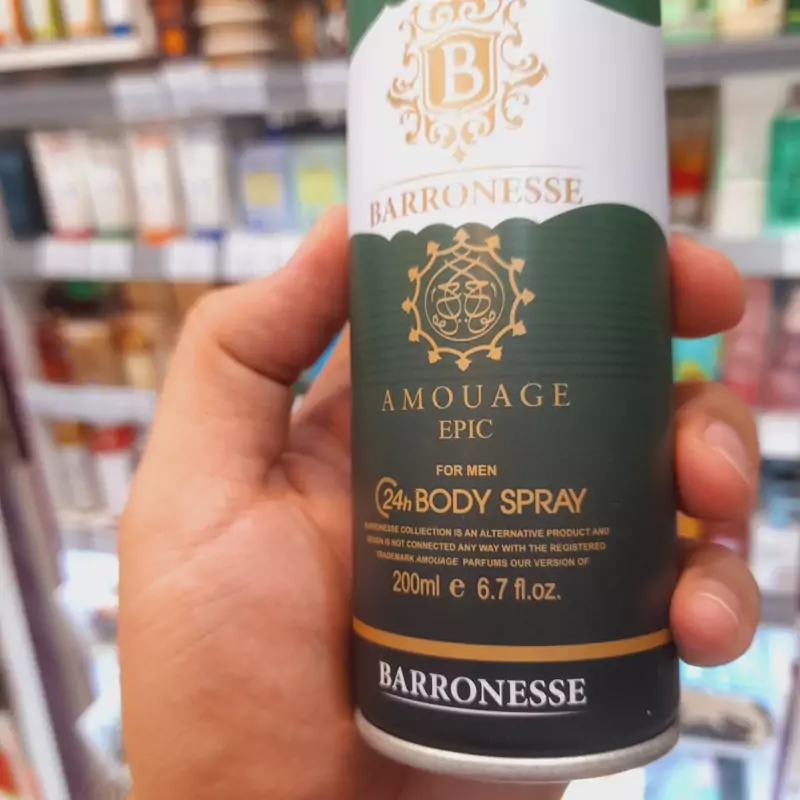 B
BARRONESSE
AMOUAGE
EPIC
FOR MEN
24h BODY SPRAY
BARRONESSE COLLIECTION IS AN ALTERNATIVE PRODUCT AND
DESIGN IS NOT CONNECTED ANY WAY WITH THE REGISTERED
TRADEMARK AMOUAGE PARFUMS OUR VERSION OF
200ml e 6.7 fl.oz.
BARRONESSE